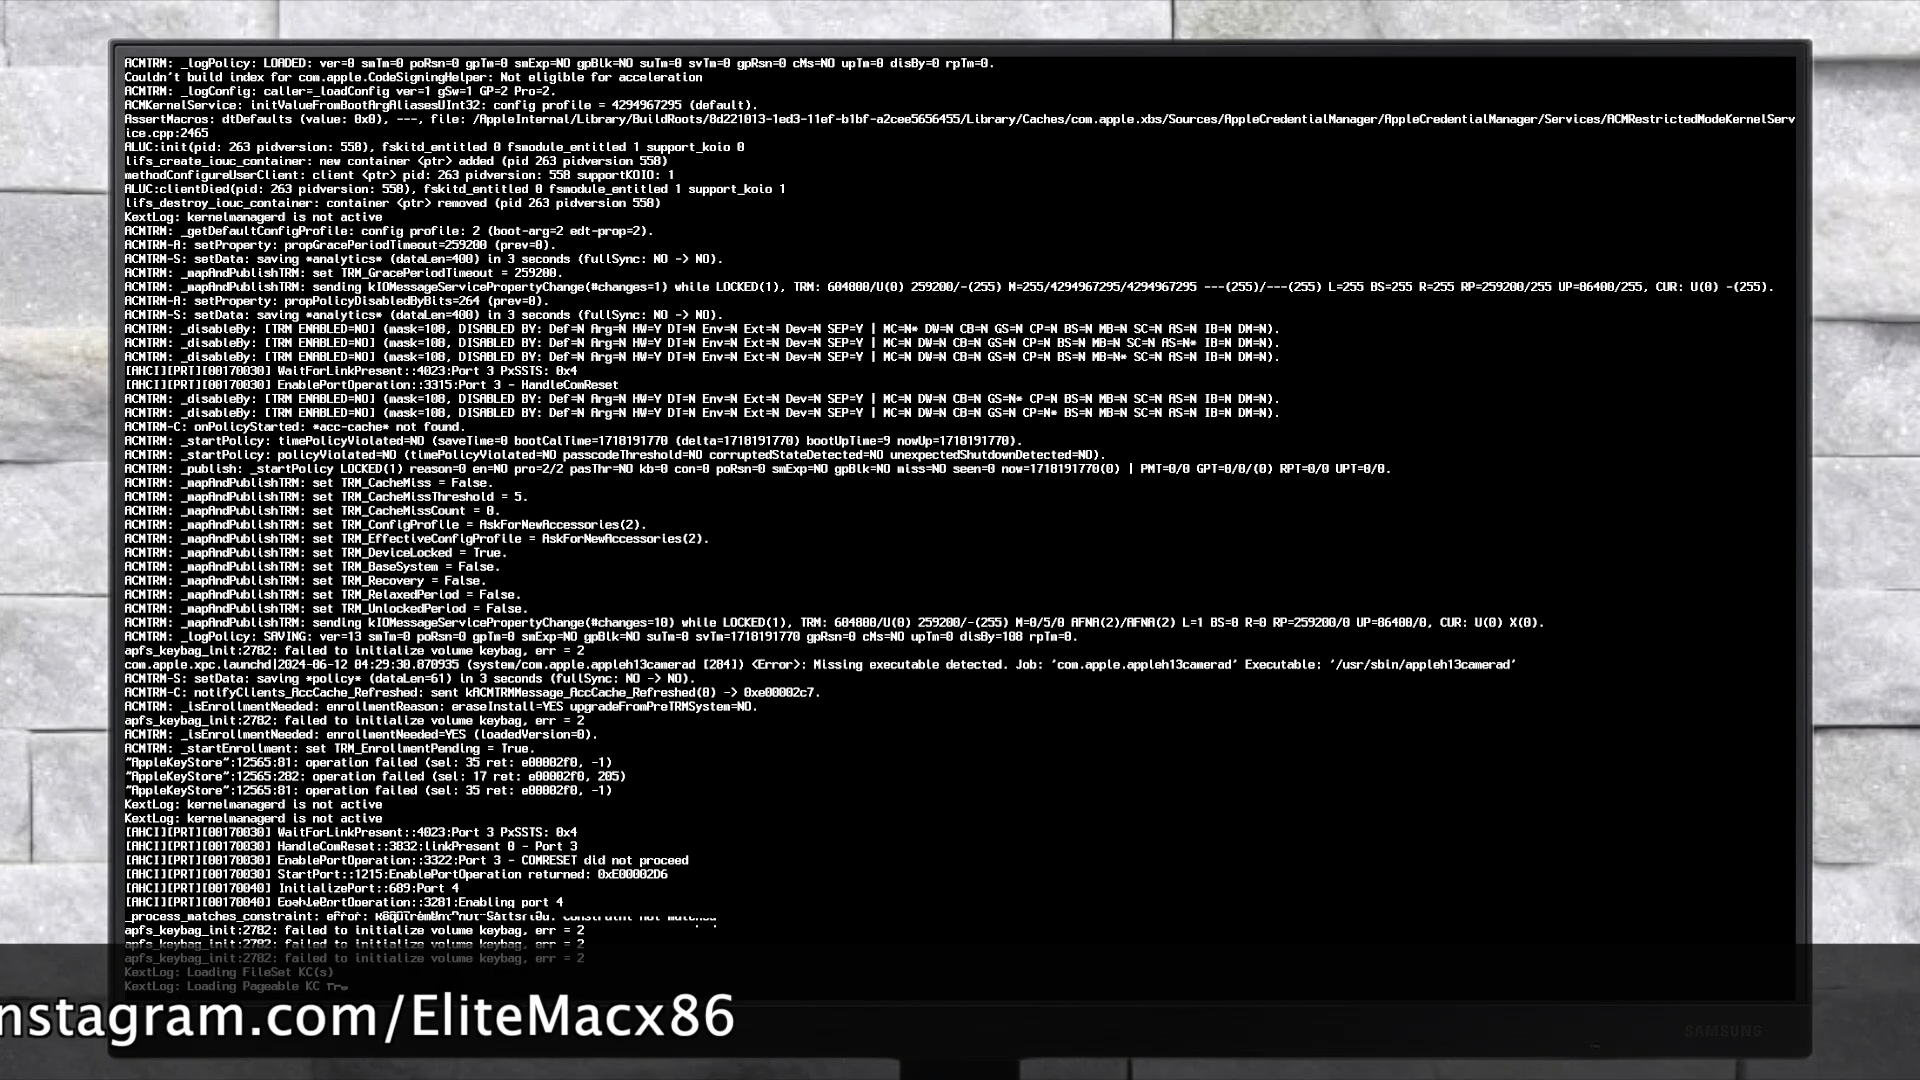 ACMTRM: _logPolicy: LOADED: ver=0 smTm=0 poRsn=0 gpTm=0 smExp=NO gpBlk=NO suTm=0 svTm=0 gpRsn=0 cMs=NO upTm=0 disBy=0 rpTm=0.
Couldn't build index for com.apple.CodeSigningHelper: Not eligible for acceleration
ACMTRM: _logConfig: caller=_loadConfig ver=1 gSw=1 GP=2 Pro=2.
ACMKernelService: initValueFromBootArgAliasesUInt32: config profile = 4294967295 (default).
AssertMacros: dtDefaults (value: 0x0), ---, file: /AppleInternal/Library/BuildRoots/8d221013-1ed3-11ef-b1bf-a2cee5656455/Library/Caches/com.apple.xbs/Sources/AppleCredentialManager/AppleCredentialManager/Services/ACMRestrictedModeKernelServ
ice.cpp:2465
ALUC:init(pid: 263 pidversion: 558), fskitd_entitled 0 fsmodule_entitled 1 support_koio 0
lifs_create_iouc_container: new container <ptr> added (pid 263 pidversion 558)
methodConfigureUserClient: client <ptr> pid: 263 pidversion: 558 supportKOIO: 1
ALUC:clientDied(pid: 263 pidversion: 558), fskitd_entitled 0 fsmodule_entitled 1 support_koio 1
lifs_destroy_iouc_container: container <ptr> removed (pid 263 pidversion 558)
KextLog: kernelmanagerd is not active
ACMTRM: _getDefaultConfigProfile: config profile: 2 (boot-arg=2 edt-prop=2).
ACMTRM-A: setProperty: propGracePeriodTimeout=259200 (prev=0).
ACMTRM-S: setData: saving *analytics* (dataLen=400) in 3 seconds (fullSync: NO -> NO).
ACMTRM: _mapAndPublishTRM: set TRM_GracePeriodTimeout = 259200.
ACMTRM: _mapAndPublishTRM: sending kIOMessageServicePropertyChange(#changes=1) while LOCKED(1), TRM: 604800/U(0) 259200/-(255) M=255/4294967295/4294967295 ---(255)/---(255) L=255 BS=255 R=255 RP=259200/255 UP=86400/255, CUR: U(0) -(255).
ACMTRM-A: setProperty: propPolicyDisabledByBits=264 (prev=0).
ACMTRM-S: setData: saving *analytics* (dataLen=400) in 3 seconds (fullSync: NO -> NO).
ACMTRM: _disableBy: [TRM ENABLED=NO] (mask=108, DISABLED BY: Def=N Arg=N HW=Y DT=N Env=N Ext=N Dev=N SEP=Y | MC=N* DW=N CB=N GS=N CP=N BS=N MB=N SC=N AS=N IB=N DM=N).
ACMTRM: _disableBy: [TRM ENABLED=NO] (mask=108, DISABLED BY: Def=N Arg=N HW=Y DT=N Env=N Ext=N Dev=N SEP=Y | MC=N DW=N CB=N GS=N CP=N BS=N MB=N SC=N AS=N* IB=N DM=N).
ACMTRM: _disableBy: [TRM ENABLED=NO] (mask=108, DISABLED BY: Def=N Arg=N HW=Y DT=N Env=N Ext=N Dev=N SEP=Y | MC=N DW=N CB=N GS=N CP=N BS=N MB=N* SC=N AS=N IB=N DM=N).
[AHCI][PRT][00170030] WaitForLinkPresent::4023:Port 3 PxSSTS: 0x4
[AHCI][PRT][00170030] EnablePortOperation::3315:Port 3 - HandleComReset
ACMTRM: _disableBy: [TRM ENABLED=NO] (mask=108, DISABLED BY: Def=N Arg=N HW=Y DT=N Env=N Ext=N Dev=N SEP=Y | MC=N DW=N CB=N GS=N* CP=N BS=N MB=N SC=N AS=N IB=N DM=N).
ACMTRM: _disableBy: [TRM ENABLED=NO] (mask=108, DISABLED BY: Def=N Arg=N HW=Y DT=N Env=N Ext=N Dev=N SEP=Y | MC=N DW=N CB=N GS=N CP=N* BS=N MB=N SC=N AS=N IB=N DM=N).
ACMTRM-C: onPolicyStarted: *acc-cache* not found.
ACMTRM: _startPolicy: timePolicyViolated=NO (saveTime=0 bootCalTime=1718191770 (delta=1718191770) bootUpTime=9 nowUp=1718191770).
ACMTRM: _startPolicy: policyViolated=NO (timePolicyViolated=NO passcodeThreshold=NO corruptedStateDetected=NO unexpectedShutdownDetected=NO).
ACMTRM: _publish: _startPolicy LOCKED(1) reason=0 en=NO pro=2/2 pasThr=NO kb=0 con=0 poRsn=0 smExp=NO gpBlk=NO miss=NO seen=0 now=1718191770(0) | PMT=0/0 GPT=0/0/(0) RPT=0/0 UPT=0/0.
ACMTRM: _mapAndPublishTRM: set TRM_CacheMiss = False.
ACMTRM: _mapAndPublishTRM: set TRM_CacheMissThreshold = 5.
ACMTRM: _mapAndPublishTRM: set TRM_CacheMissCount = 0.
ACMTRM: _mapAndPublishTRM: set TRM_ConfigProfile = AskForNewAccessories(2).
ACMTRM: _mapAndPublishTRM: set TRM_EffectiveConfigProfile = AskForNewAccessories(2).
ACMTRM: _mapAndPublishTRM: set TRM_DeviceLocked = True.
ACMTRM: _mapAndPublishTRM: set TRM_BaseSystem = False.
ACMTRM: _mapAndPublishTRM: set TRM_Recovery = False.
ACMTRM: _mapAndPublishTRM: set TRM_RelaxedPeriod = False.
ACMTRM: _mapAndPublishTRM: set TRM_UnlockedPeriod = False.
ACMTRM: _mapAndPublishTRM: sending kIOMessageServicePropertyChange(#changes=10) while LOCKED(1), TRM: 604800/U(0) 259200/-(255) M=0/5/0 AFNA(2)/AFNA(2) L=1 BS=0 R=0 RP=259200/0 UP=86400/0, CUR: U(0) X(0).
ACMTRM: _logPolicy: SAVING: ver=13 smTm=0 poRsn=0 gpTm=0 smExp=NO gpBlk=NO suTm=0 svTm=1718191770 gpRsn=0 cMs=NO upTm=0 disBy=108 rpTm=0.
apfs_keybag_init:2782: failed to initialize volume keybag, err = 2
com.apple.xpc.launchd|2024-06-12 04:29:30.870935 (system/com.apple.appleh13camerad [284]) <Error>: Missing executable detected. Job: 'com.apple.appleh13camerad' Executable: '/usr/sbin/appleh13camerad'
ACMTRM-S: setData: saving *policy* (dataLen=61) in 3 seconds (fullSync: NO -> NO).
ACMTRM-C: notifyClients_AccCache_Refreshed: sent kACMTRMMessage_AccCache_Refreshed(0) -> 0xe00002c7.
ACMTRM: _isEnrollmentNeeded: enrollmentReason: eraseInstall=YES upgradeFromPreTRMSystem=NO.
apfs_keybag_init:2782: failed to initialize volume keybag, err = 2
ACMTRM: _isEnrollmentNeeded: enrollmentNeeded=YES (loadedVersion=0).
ACMTRM: _startEnrollment: set TRM_EnrollmentPending = True.
"AppleKeyStore":12565:81: operation failed (sel: 35 ret: e00002f0, -1)
"AppleKeyStore":12565:282: operation failed (sel: 17 ret: e00002f0, 205)
"AppleKeyStore":12565:81: operation failed (sel: 35 ret: e00002f0, -1)
KextLog: kernelmanagerd is not active
KextLog: kernelmanagerd is not active
[AHCI][PRT][00170030] WaitForLinkPresent::4023:Port 3 PxSSTS: 0x4
[AHCI][PRT][00170030] HandleComReset::3832:linkPresent 0 - Port 3
[AHCI][PRT][00170030] EnablePortOperation::3322:Port 3 - COMRESET did not proceed
[AHCI][PRT][00170030] StartPort::1215:EnablePortOperation returned: 0xE00002D6
[AHCI][PRT][00170040] InitializePort::689:Port 4
[AHCI][PRT][00170040] EnablePortOperation::3281:Enabling port 4
_process_matches_constraint: error:
apfs_keybag_init:2782: failed to initialize volume keybag, err = 2
apfs_keybag_init:2782: failed to initialize volume keybag, err = 2
apfs_keybag_init:2782: failed to initialize volume keybag, err = 2
KextLog: Loading FileSet KC(s)
KextLog: Loading Pageable KC
nstagram.com/EliteMacx86
SAMSUNG